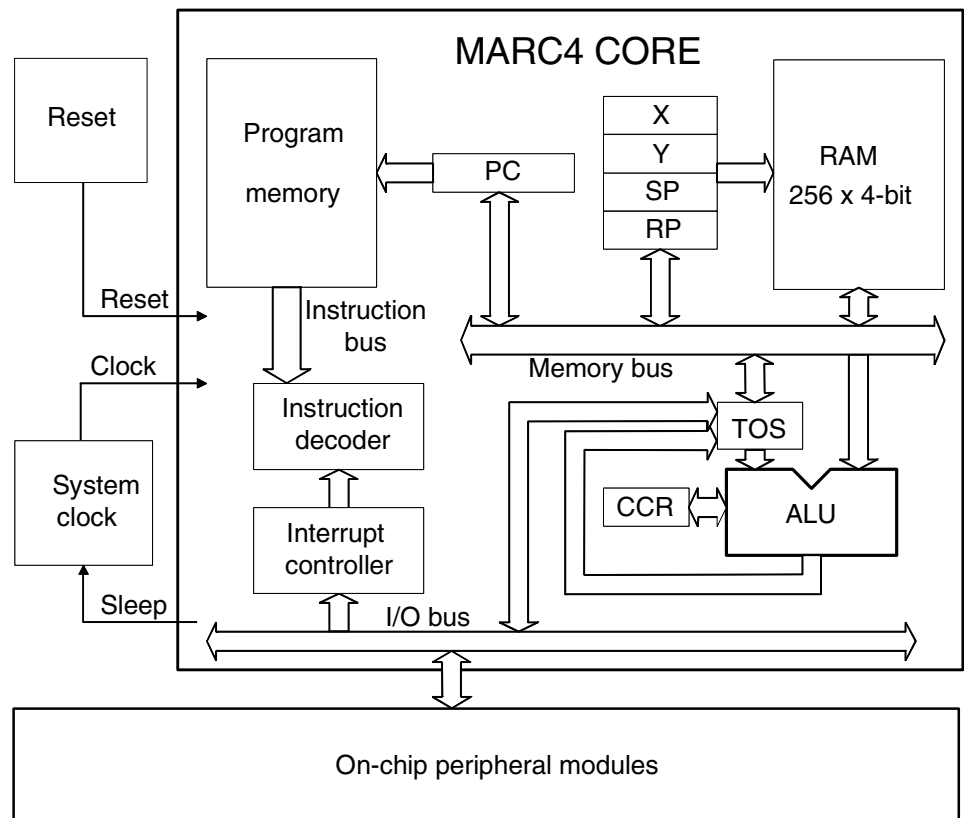 MARC4 CORE
Reset
Program
memory
PC
X
Y
SP
RP
RAM
256 x 4-bit
Reset
Instruction
bus
Clock
Memory bus
Instruction
decoder
TOS
System
clock
Interrupt
controller
CCR
ALU
Sleep
I/O bus
On-chip peripheral modules